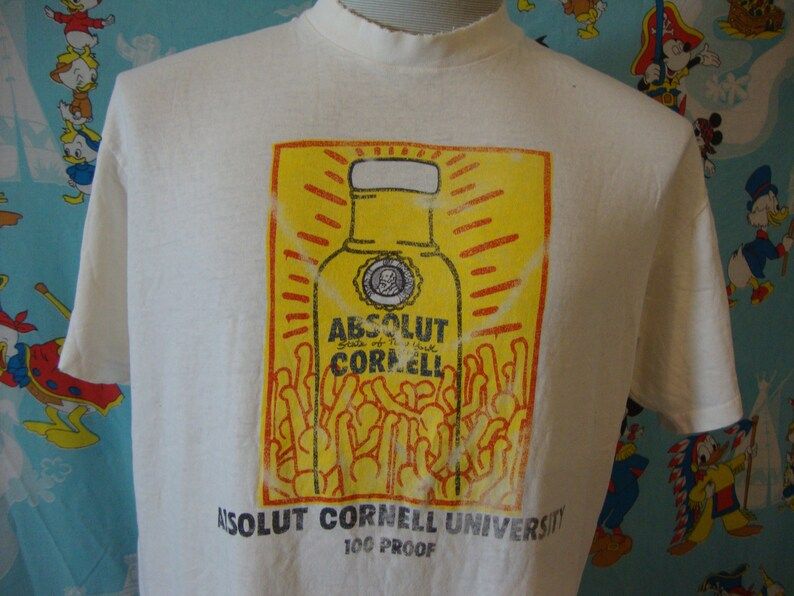 ABSOLUT
State of New York
CORNELL
ABSOLUT CORNELL UNIVERSITY
100 PROOF